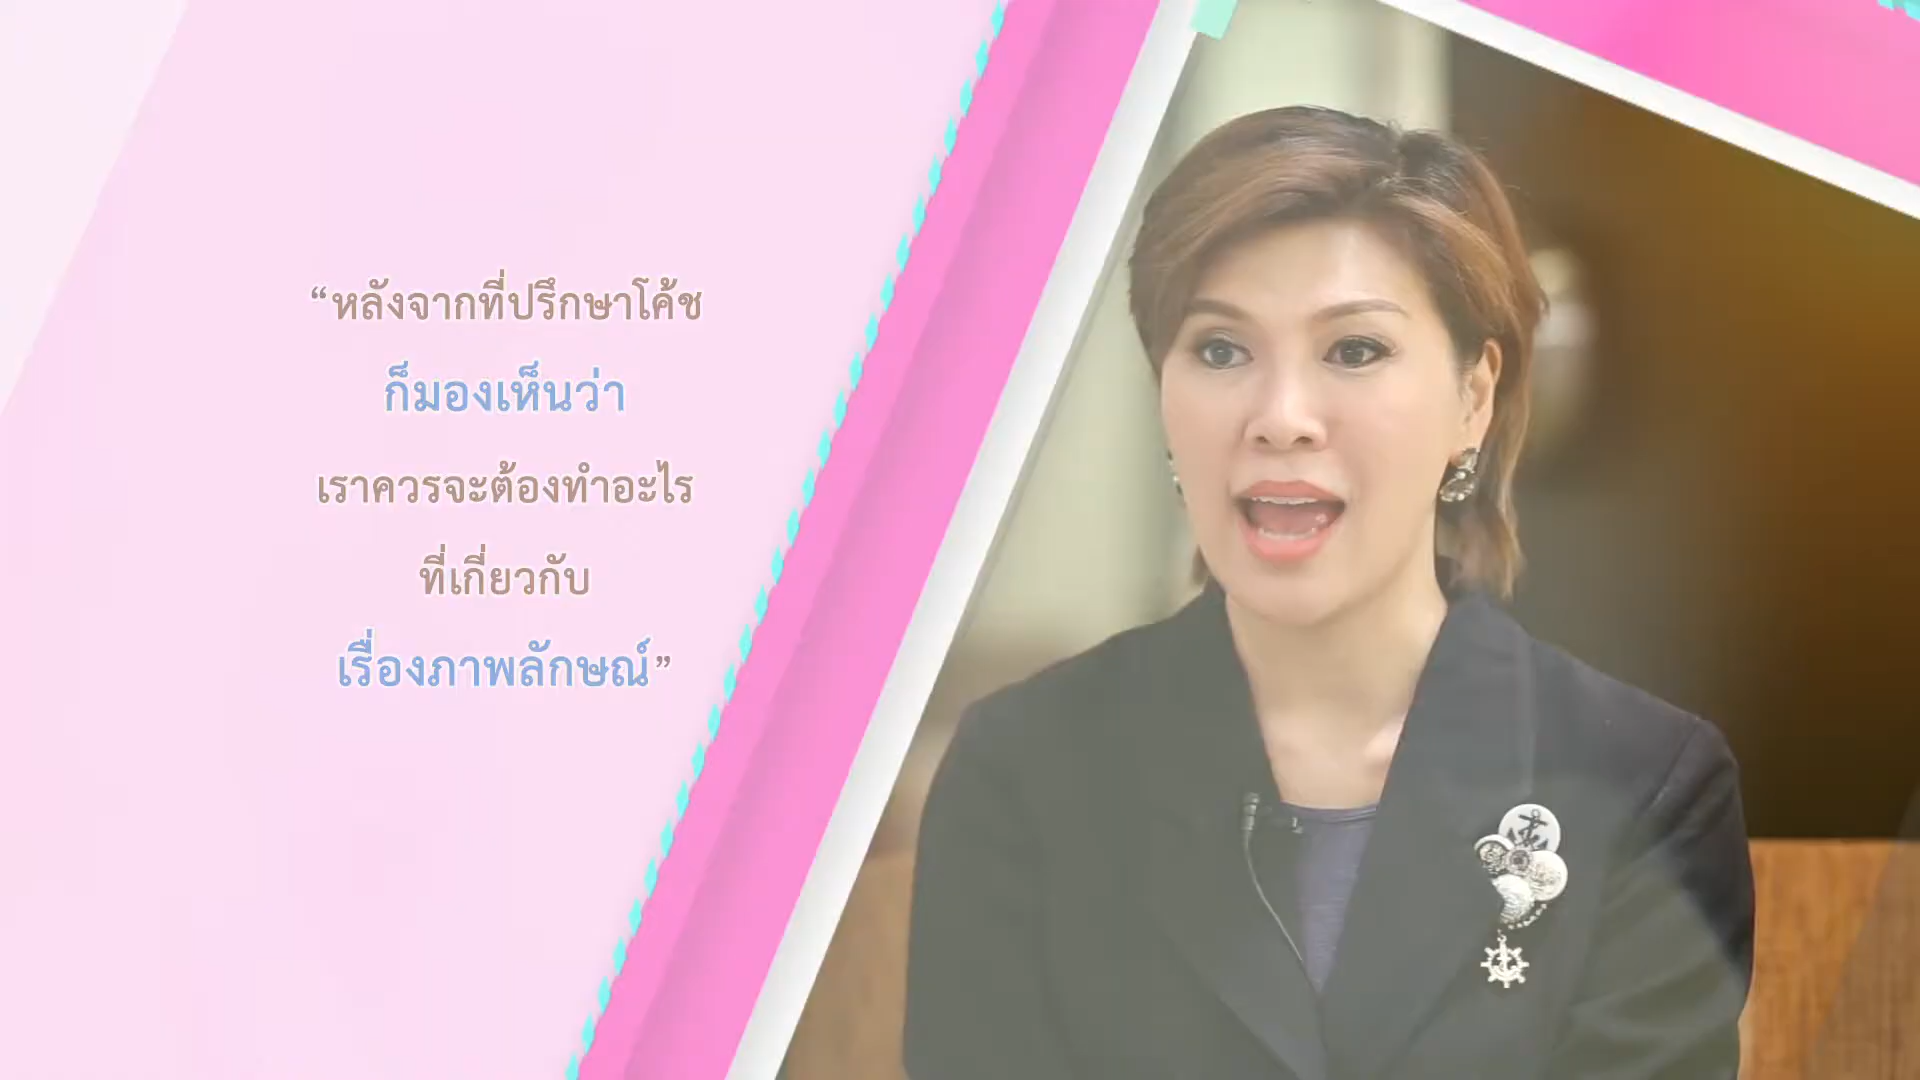 “หลังจากที่ปรึกษาโค้ช
ก็มองเห็นว่า
เราควรจะต้องทำอะไร
ที่เกี่ยวกับ
เรื่องภาพลักษณ์”